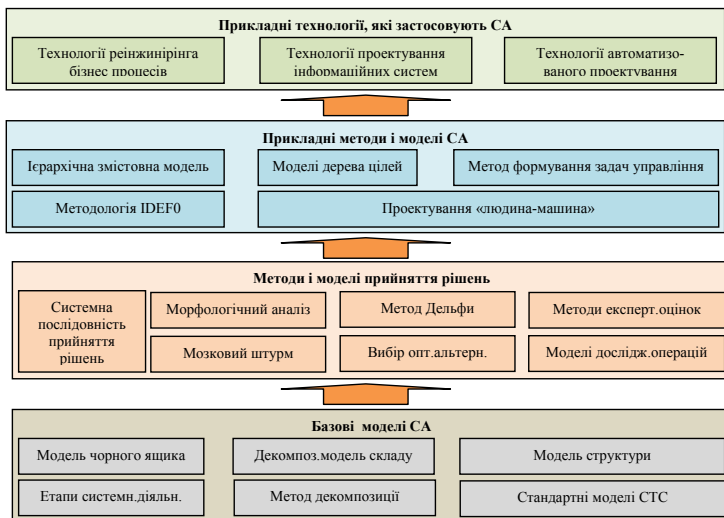 Прикладні технології, які застосовують СА
Технології реінжинірінга
бізнес процесів
Технології проектування
інформаційних систем
Технології автоматизо-
ваного проектування
Прикладні методи і моделі СА
Ієрархічна змістовна модель
Моделі дерева цілей
Метод формування задач управління
Методологія IDEF0
Проектування «людина-машина»
Методи і моделі прийняття рішень
Системна
послідовність
прийняття
рішень
Морфологічний аналіз
Метод Дельфи
Методи експерт.оцінок
Мозковий штурм
Вибір опт.альтерн.
Моделі дослідж.операцій
Базові моделі СА
Модель чорного ящика
Декомпоз.модель складу
Модель структури
Етапи системн.діяльн.
Метод декомпозиції
Стандартні моделі СТС